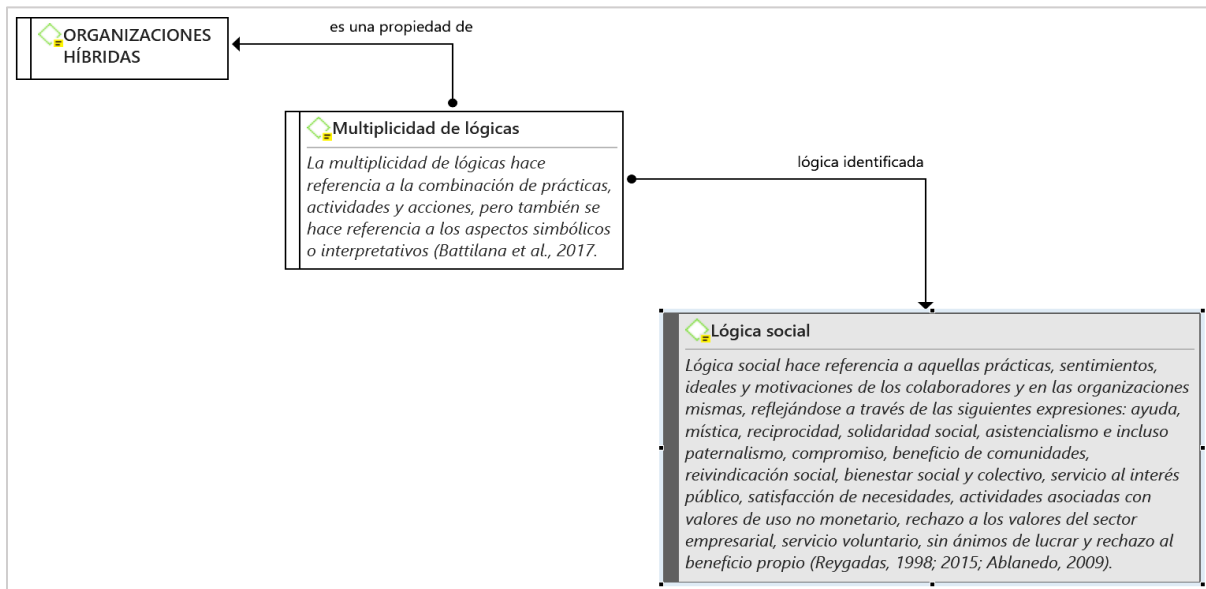 ORGANIZACIONES
HÍBRIDAS
es una propiedad de
Multiplicidad de lógicas
La multiplicidad de lógicas hace
referencia a la combinación de prácticas,
actividades y acciones, pero también se
hace referencia a los aspectos simbólicos
o interpretativos (Battilana et al., 2017.
lógica identificada
Lógica social
Lógica social hace referencia a aquellas prácticas, sentimientos,
ideales y motivaciones de los colaboradores y en las organizaciones
mismas, reflejándose a través de las siguientes expresiones: ayuda,
mística, reciprocidad, solidaridad social, asistencialismo e incluso
paternalismo, compromiso, beneficio de comunidades,
reivindicación social, bienestar social y colectivo, servicio al interés
público, satisfacción de necesidades, actividades asociadas con
valores de uso no monetario, rechazo a los valores del sector
empresarial, servicio voluntario, sin ánimos de lucrar y rechazo al
beneficio propio (Reygadas, 1998; 2015; Ablanedo, 2009).